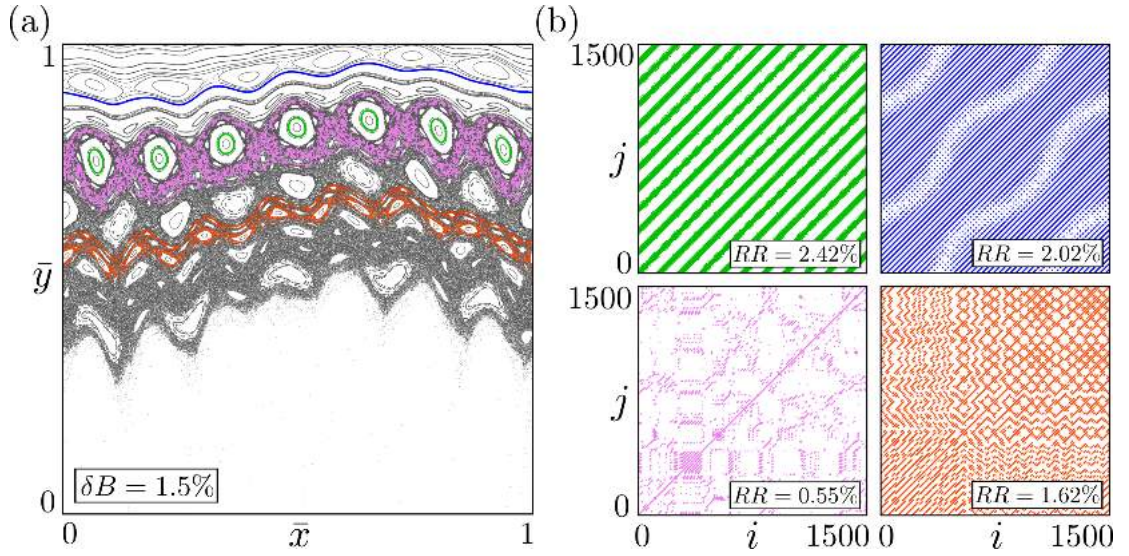 (a)
1
ȳ
0
δB = 1.5%
0
x̄
1
(b)
1500
j
0
RR = 2.42%
RR = 2.02%
1500
j
0
RR = 0.55%
RR = 1.62%
0
i
1500
0
i
1500